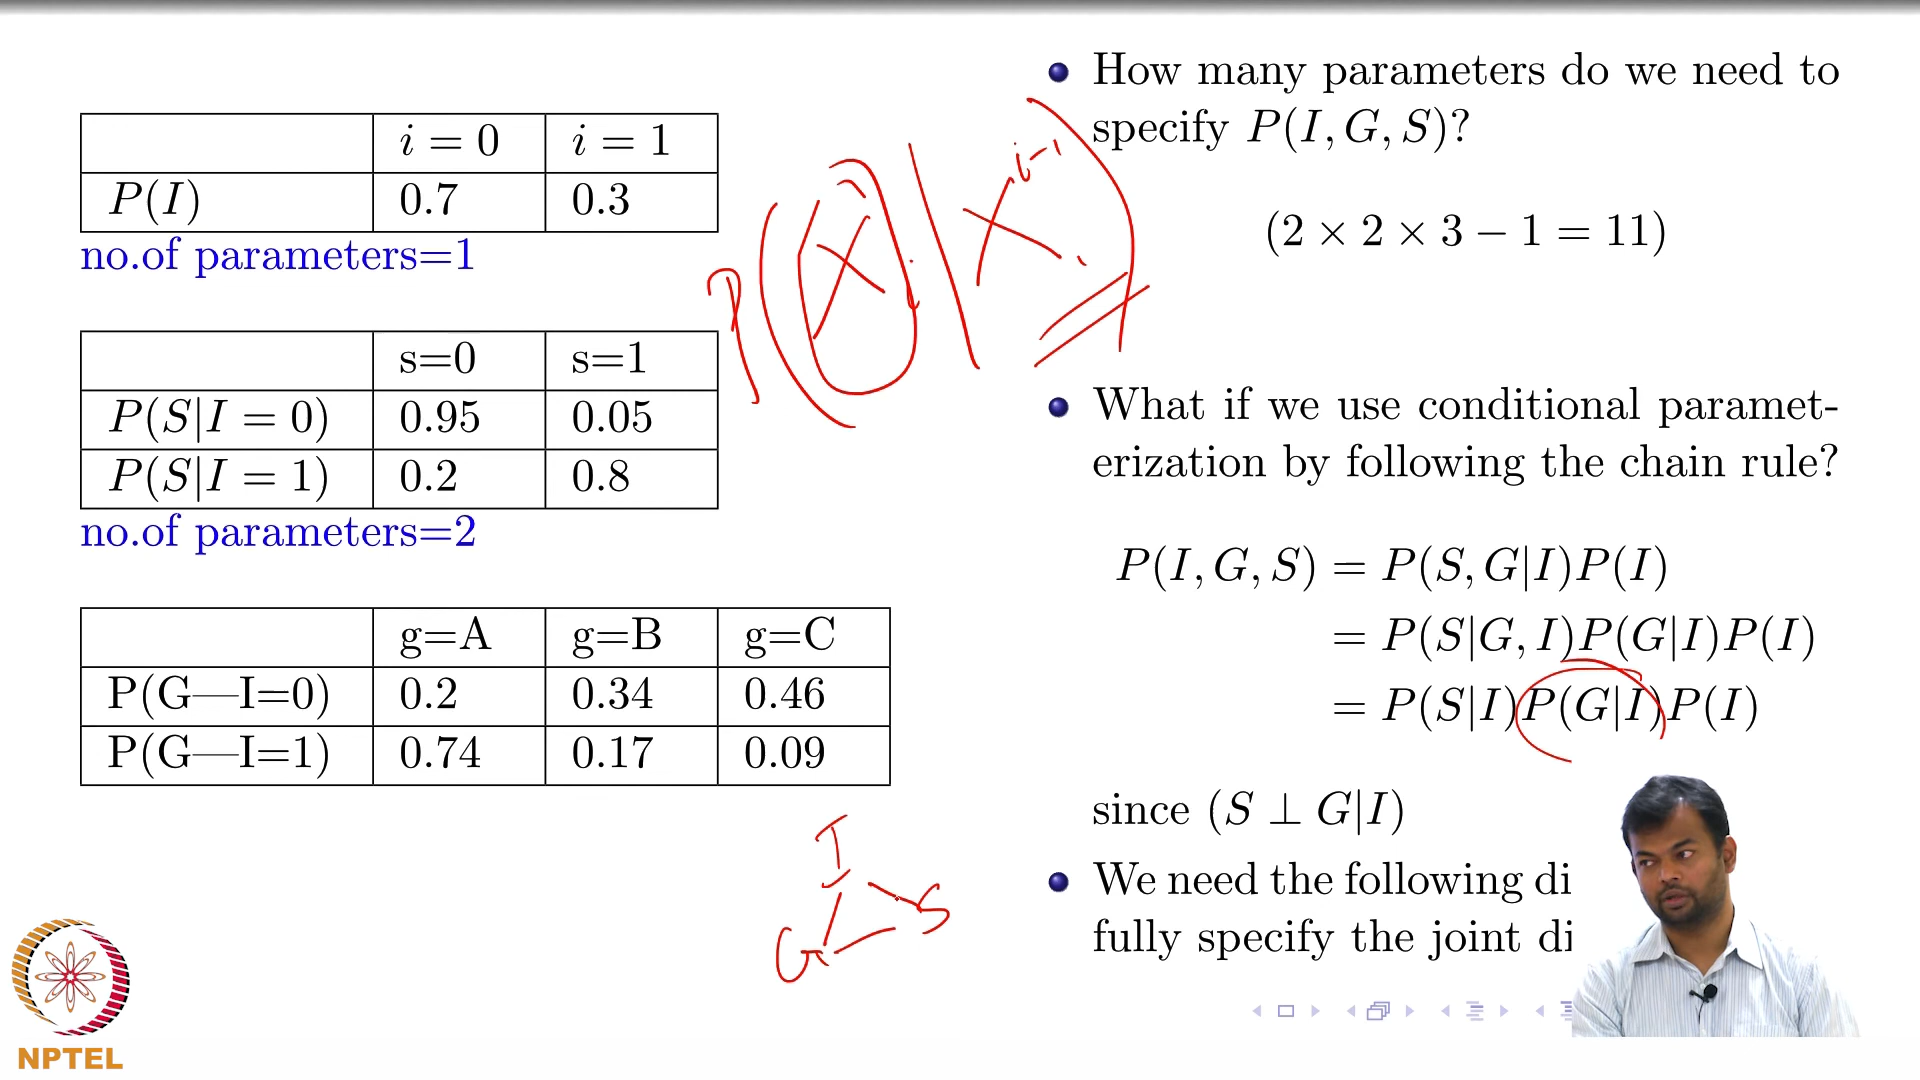 i = 0 i = 1
P(I) 0.7 0.3
no.of parameters=1
s=0 s=1
P(S|I = 0) 0.95 0.05
P(S|I = 1) 0.2 0.8
no.of parameters=2
g=A g=B g=C
P(G—I=0) 0.2 0.34 0.46
P(G—I=1) 0.74 0.17 0.09
I
G S
NPTEL
How many parameters do we need to
specify P(I, G, S)?
(2 × 2 × 3 − 1 = 11)
What if we use conditional paramet-
erization by following the chain rule?
P(I, G, S) = P(S, G|I)P(I)
= P(S|G, I)P(G|I)P(I)
= P(S|I)P(G|I)P(I)
since (S ⊥ G|I)
We need the following di
fully specify the joint di